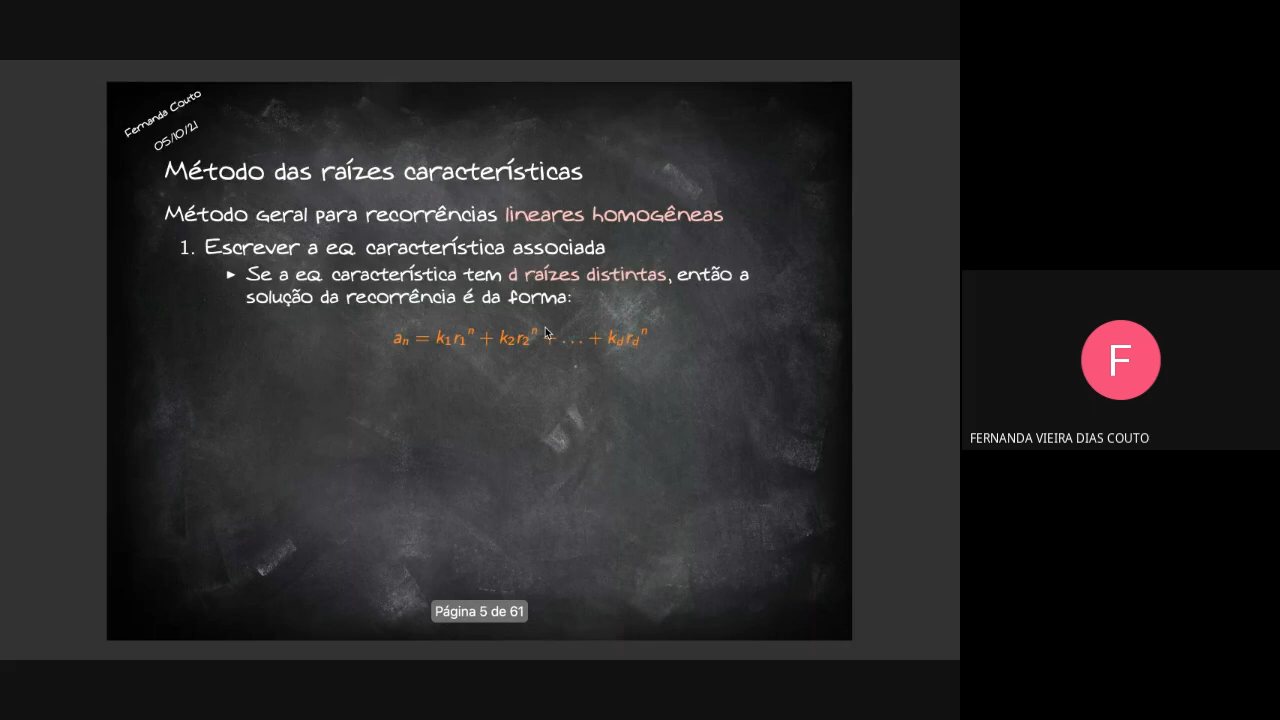 Fernanda Couto
05/10/21
Método das raízes características
Método Geral para recorrências lineares homogêneas
1. Escrever a eq. característica associada
▸ Se a eq. característica tem d raízes distintas, então a
solução da recorrência é da forma:
aₙ = k₁r₁ⁿ + k₂r₂ⁿ + . . . + k_d r_dⁿ
Página 5 de 61
F
FERNANDA VIEIRA DIAS COUTO